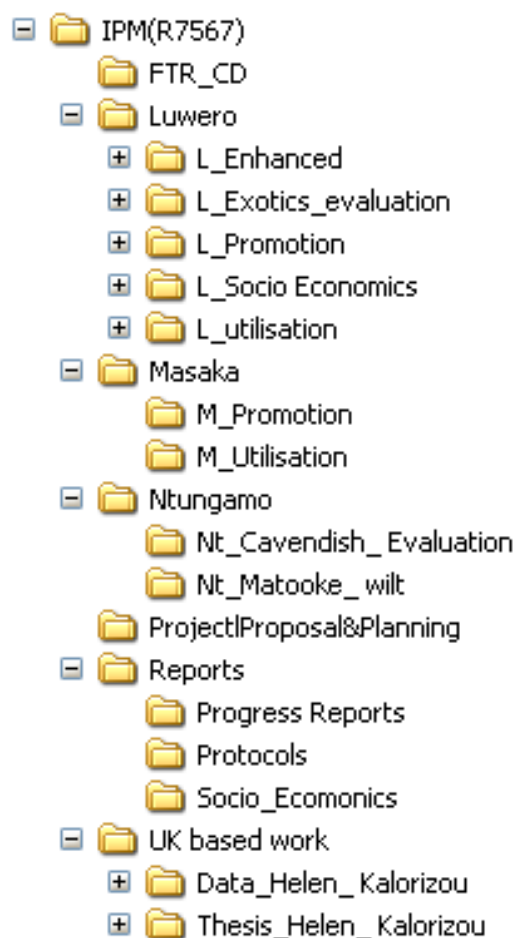 IPM(R7567)
FTR_CD
Luwero
L_Enhanced
L_Exotics_evaluation
L_Promotion
L_Socio Economics
L_utilisation
Masaka
M_Promotion
M_Utilisation
Ntungamo
Nt_Cavendish_ Evaluation
Nt_Matooke_ wilt
ProjectlProposal&Planning
Reports
Progress Reports
Protocols
Socio_Ecomonics
UK based work
Data_Helen_ Kalorizou
Thesis_Helen_ Kalorizou